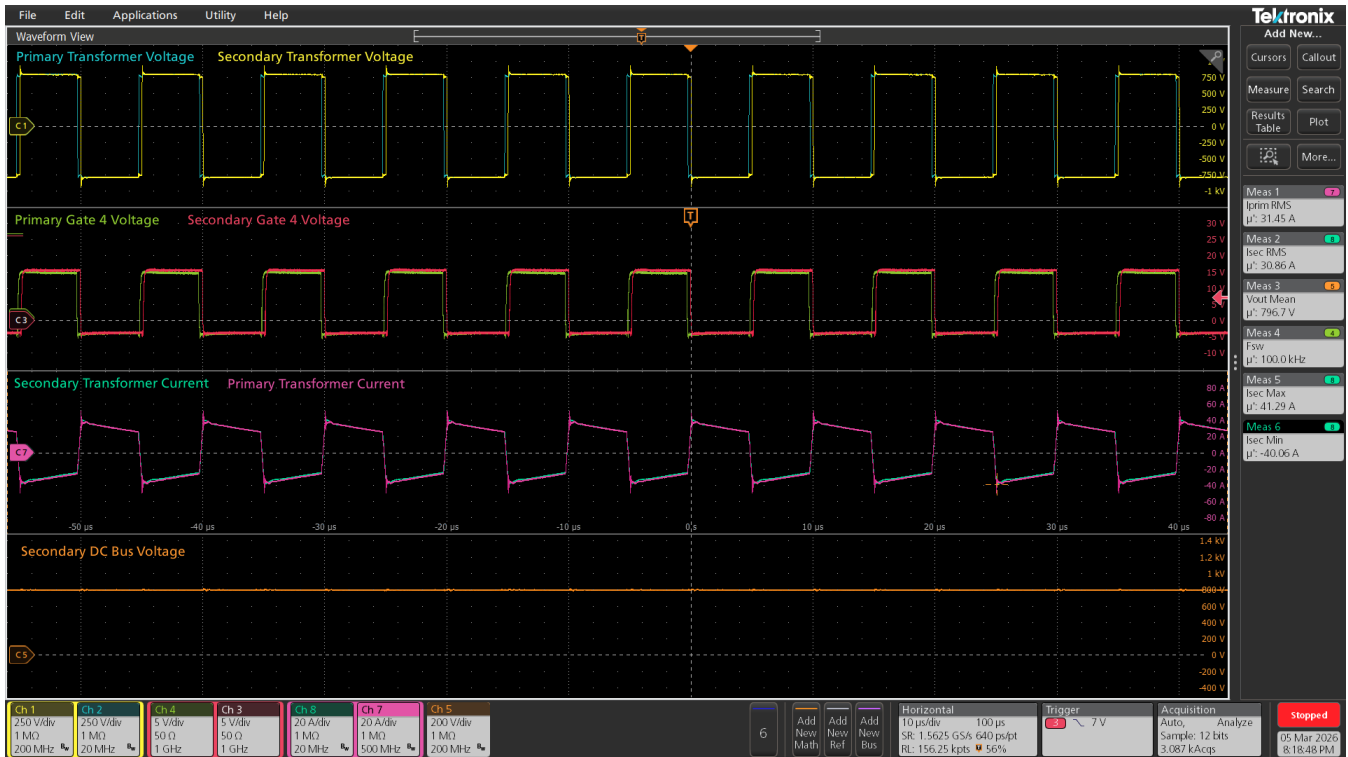 File Edit Applications Utility Help
Tektronix
Waveform View
Add New...
Primary Transformer Voltage Secondary Transformer Voltage
Cursors Callout
Measure Search
Results Table Plot
More...
C1
750 V
500 V
250 V
0 V
-250 V
-500 V
-750 V
-1 kV
T
Primary Gate 4 Voltage Secondary Gate 4 Voltage
C3
30 V
25 V
20 V
15 V
10 V
5 V
0 V
-5 V
-10 V
Secondary Transformer Current Primary Transformer Current
C7
80 A
60 A
40 A
20 A
0 A
-20 A
-40 A
-60 A
-80 A
-50 µs -40 µs -30 µs -20 µs -10 µs 0 s 10 µs 20 µs 30 µs 40 µs
Secondary DC Bus Voltage
C5
1.4 kV
1.2 kV
1 kV
800 V
600 V
400 V
200 V
0 V
-200 V
-400 V
Meas 1 7
Iprim RMS
µ': 31.45 A
Meas 2 8
Isec RMS
µ': 30.86 A
Meas 3 5
Vout Mean
µ': 796.7 V
Meas 4 4
Fsw
µ': 100.0 kHz
Meas 5 8
Isec Max
µ': 41.29 A
Meas 6 8
Isec Min
µ': -40.06 A
Ch 1
250 V/div
1 MΩ
200 MHz Bw
Ch 2
250 V/div
1 MΩ
20 MHz Bw
Ch 4
5 V/div
50 Ω
1 GHz
Ch 3
5 V/div
50 Ω
1 GHz
Ch 8
20 A/div
1 MΩ
20 MHz Bw
Ch 7
20 A/div
1 MΩ
500 MHz Bw
Ch 5
200 V/div
1 MΩ
200 MHz Bw
6
Add New Math
Add New Ref
Add New Bus
Horizontal
10 µs/div 100 µs
SR: 1.5625 GS/s 640 ps/pt
RL: 156.25 kpts 56%
Trigger
3 7 V
Acquisition
Auto, Analyze
Sample: 12 bits
3.087 kAcqs
Stopped
05 Mar 2026
8:18:48 PM